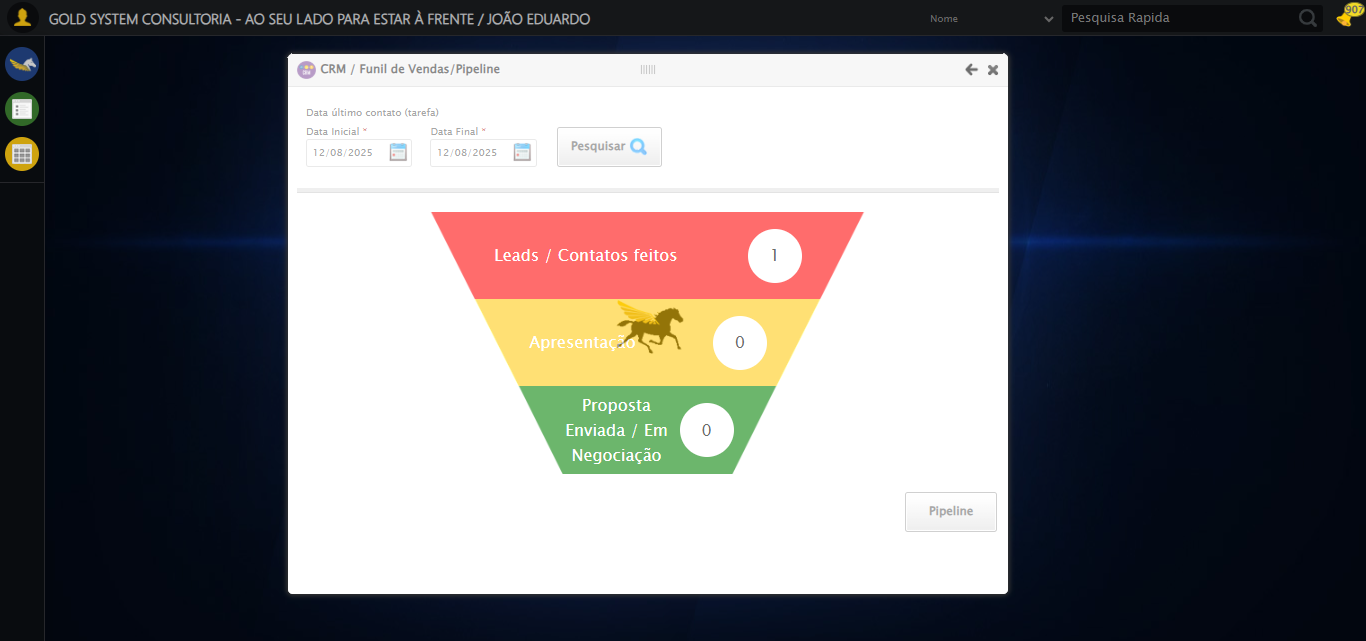 GOLD SYSTEM CONSULTORIA - AO SEU LADO PARA ESTAR À FRENTE / JOÃO EDUARDO
Nome
Pesquisa Rapida
907
CRM / Funil de Vendas/Pipeline
Data último contato (tarefa)
Data Inicial *
Data Final *
12/08/2025
12/08/2025
Pesquisar
Leads / Contatos feitos
1
Apresentação
0
Proposta
Enviada / Em
Negociação
0
Pipeline